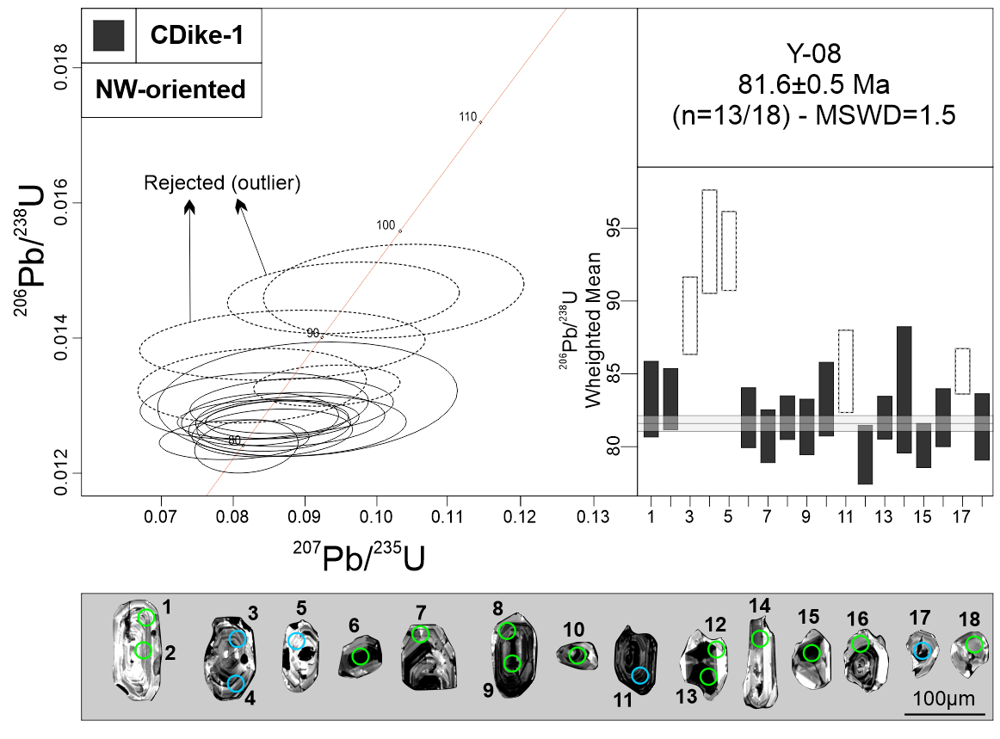 CDike-1
NW-oriented
Rejected (outlier)
110
100
90
80
0.018
0.016
0.014
0.012
206Pb/238U
0.07 0.08 0.09 0.10 0.11 0.12 0.13
207Pb/235U
Y-08
81.6±0.5 Ma
(n=13/18) - MSWD=1.5
206Pb/238U
Wheighted Mean
95
90
85
80
1 3 5 7 9 11 13 15 17
1 2 3 4 5 6 7 8 9 10 11 12 13 14 15 16 17 18
100μm